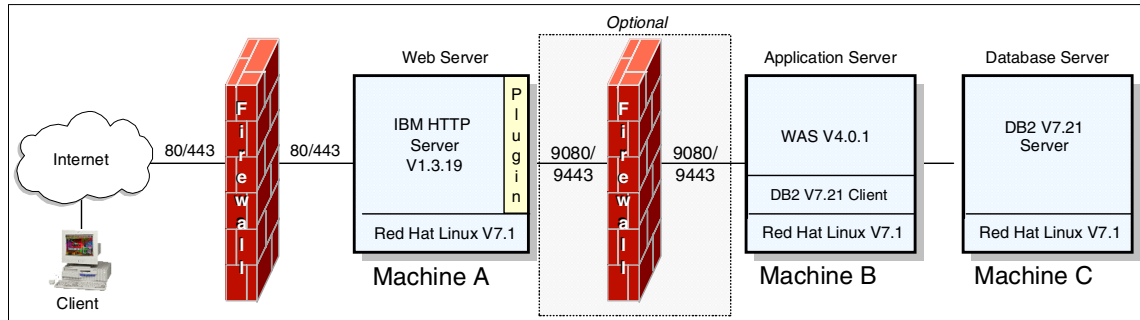 Optional
Web Server
Application Server
Database Server
Internet
Client
80/443
Firewall
80/443
IBM HTTP
Server
V1.3.19
Plugin
Red Hat Linux V7.1
Machine A
9080/
9443
Firewall
9080/
9443
WAS V4.0.1
DB2 V7.21 Client
Red Hat Linux V7.1
Machine B
DB2 V7.21
Server
Red Hat Linux V7.1
Machine C